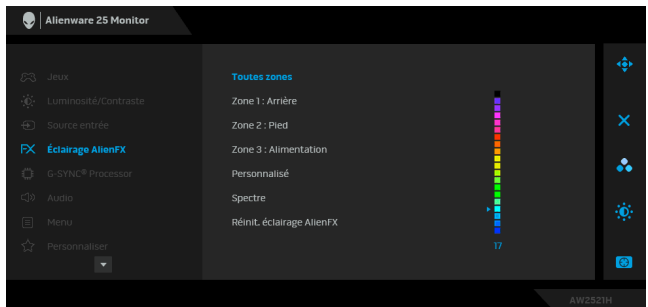 Alienware 25 Monitor
Jeux
Luminosité/Contraste
Source entrée
FX Éclairage AlienFX
G-SYNC® Processor
Audio
Menu
Personnaliser
Toutes zones
Zone 1 : Arrière
Zone 2 : Pied
Zone 3 : Alimentation
Personnalisé
Spectre
Réinit. éclairage AlienFX
17
AW2521H